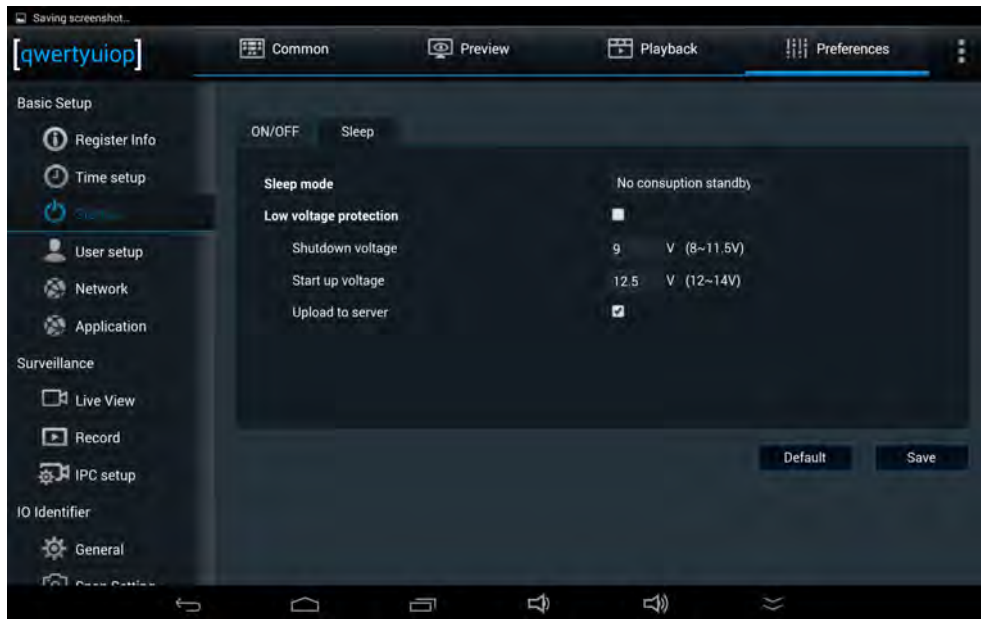 Saving screenshot...
[qwertyuiop]
Common
Preview
Playback
Preferences
Basic Setup
Register Info
Time setup
User setup
Network
Application
Surveillance
Live View
Record
IPC setup
IO Identifier
General
ON/OFF
Sleep
Sleep mode
No consuption standby
Low voltage protection
Shutdown voltage
9 V (8~11.5V)
Start up voltage
12.5 V (12~14V)
Upload to server
Default
Save